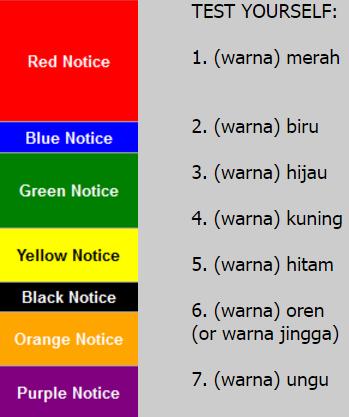 TEST YOURSELF:
Red Notice
1. (warna) merah
Blue Notice
2. (warna) biru
Green Notice
3. (warna) hijau
4. (warna) kuning
Yellow Notice
5. (warna) hitam
Black Notice
6. (warna) oren
(or warna jingga)
Orange Notice
7. (warna) ungu
Purple Notice